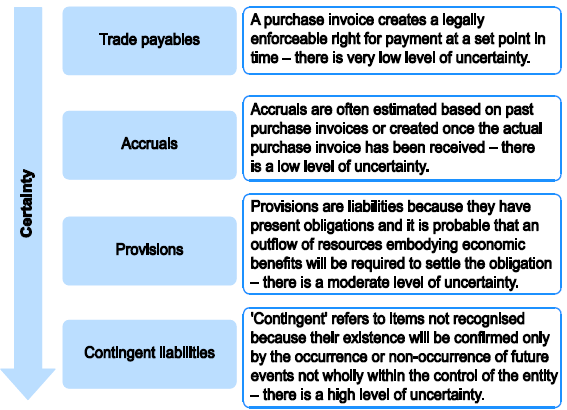 Certainty
Trade payables
A purchase invoice creates a legally
enforceable right for payment at a set point in
time – there is very low level of uncertainty.
Accruals
Accruals are often estimated based on past
purchase invoices or created once the actual
purchase invoice has been received – there
is a low level of uncertainty.
Provisions
Provisions are liabilities because they have
present obligations and it is probable that an
outflow of resources embodying economic
benefits will be required to settle the obligation
– there is a moderate level of uncertainty.
Contingent liabilities
'Contingent' refers to items not recognised
because their existence will be confirmed only
by the occurrence or non-occurrence of future
events not wholly within the control of the entity
– there is a high level of uncertainty.